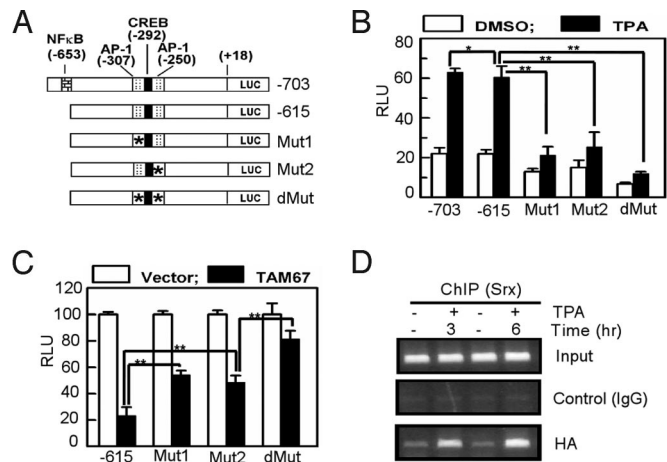 A
CREB
NFκB (-292)
(-653) AP-1 AP-1
(-307) (-250) (+18)
LUC -703
LUC -615
* LUC Mut1
* LUC Mut2
* * LUC dMut
B
DMSO; TPA
RLU
80
60
40
20
0
* **
**
**
-703 -615 Mut1 Mut2 dMut
C
Vector; TAM67
RLU
120
100
80
60
40
20
0
**
**
**
-615 Mut1 Mut2 dMut
D
ChIP (Srx)
- + - + TPA
3 6 Time (hr)
Input
Control (IgG)
HA